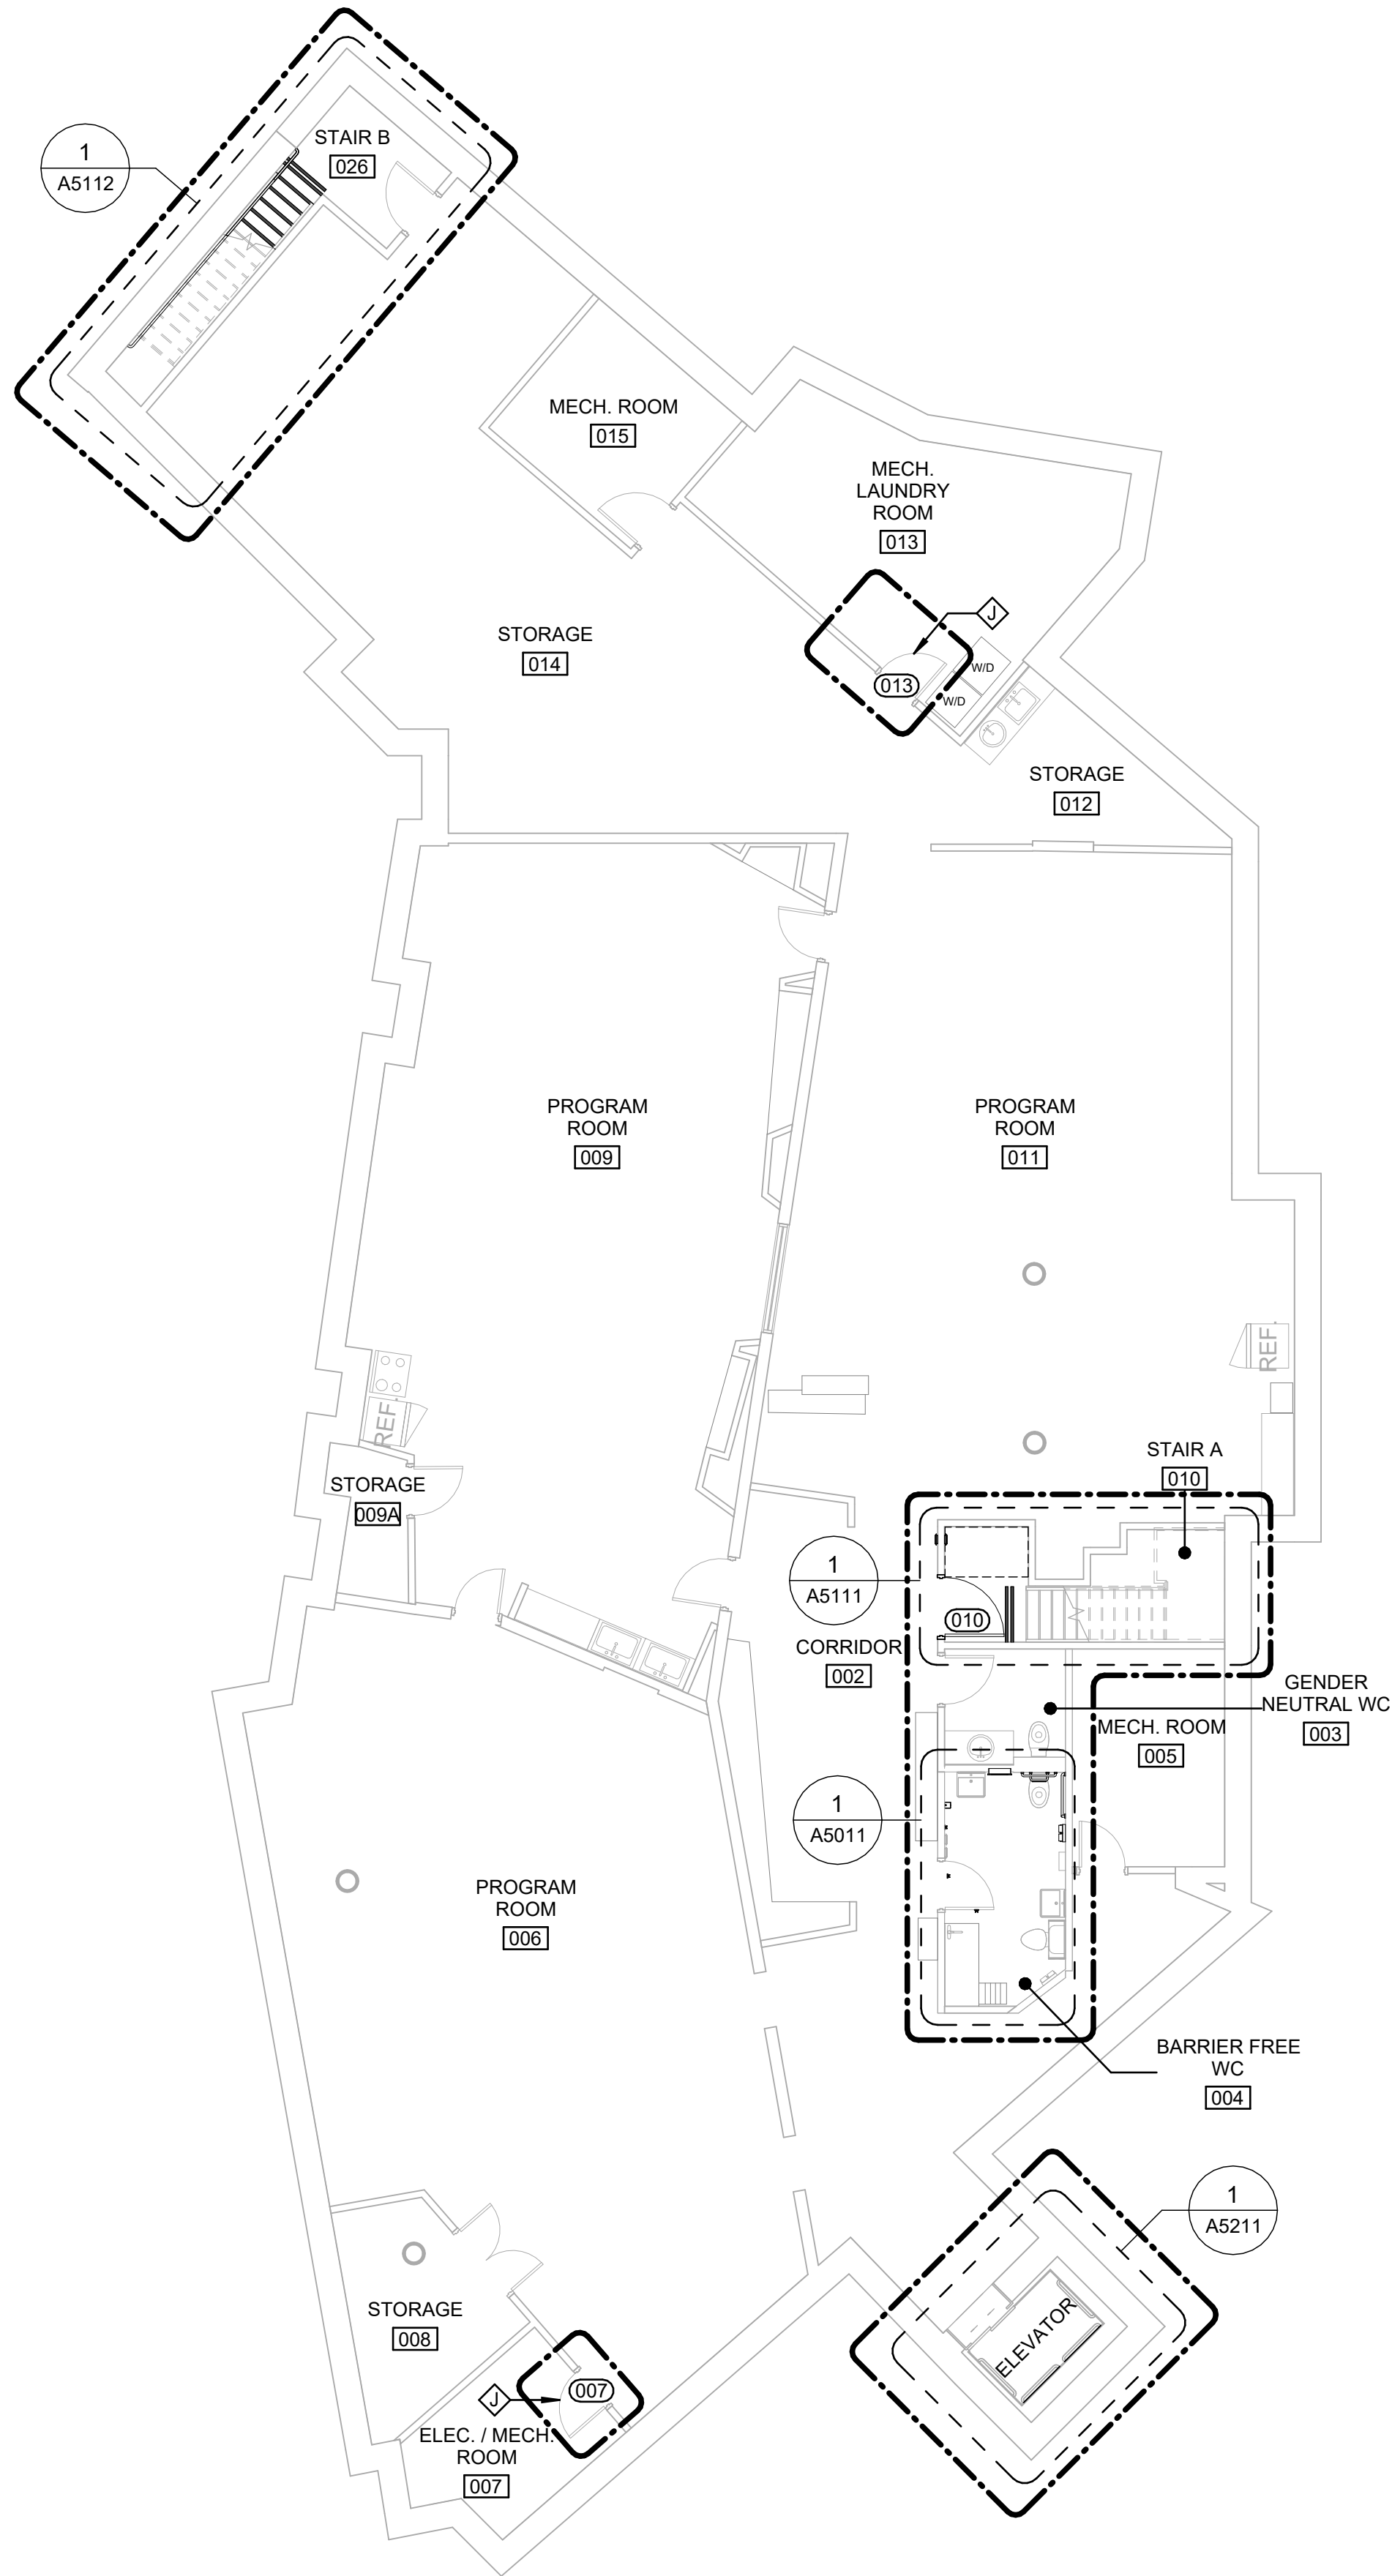 STAIR B
026
1
A5112
MECH. ROOM
015
MECH.
LAUNDRY
ROOM
013
J
STORAGE
014
013
W/D
W/D
STORAGE
012
PROGRAM
ROOM
009
PROGRAM
ROOM
011
REF.
REF.
STAIR A
010
STORAGE
009A
1
A5111
010
CORRIDOR
002
GENDER
NEUTRAL WC
003
MECH. ROOM
005
1
A5011
PROGRAM
ROOM
006
BARRIER FREE
WC
004
1
A5211
STORAGE
008
ELEVATOR
007
J
ELEC. / MECH.
ROOM
007